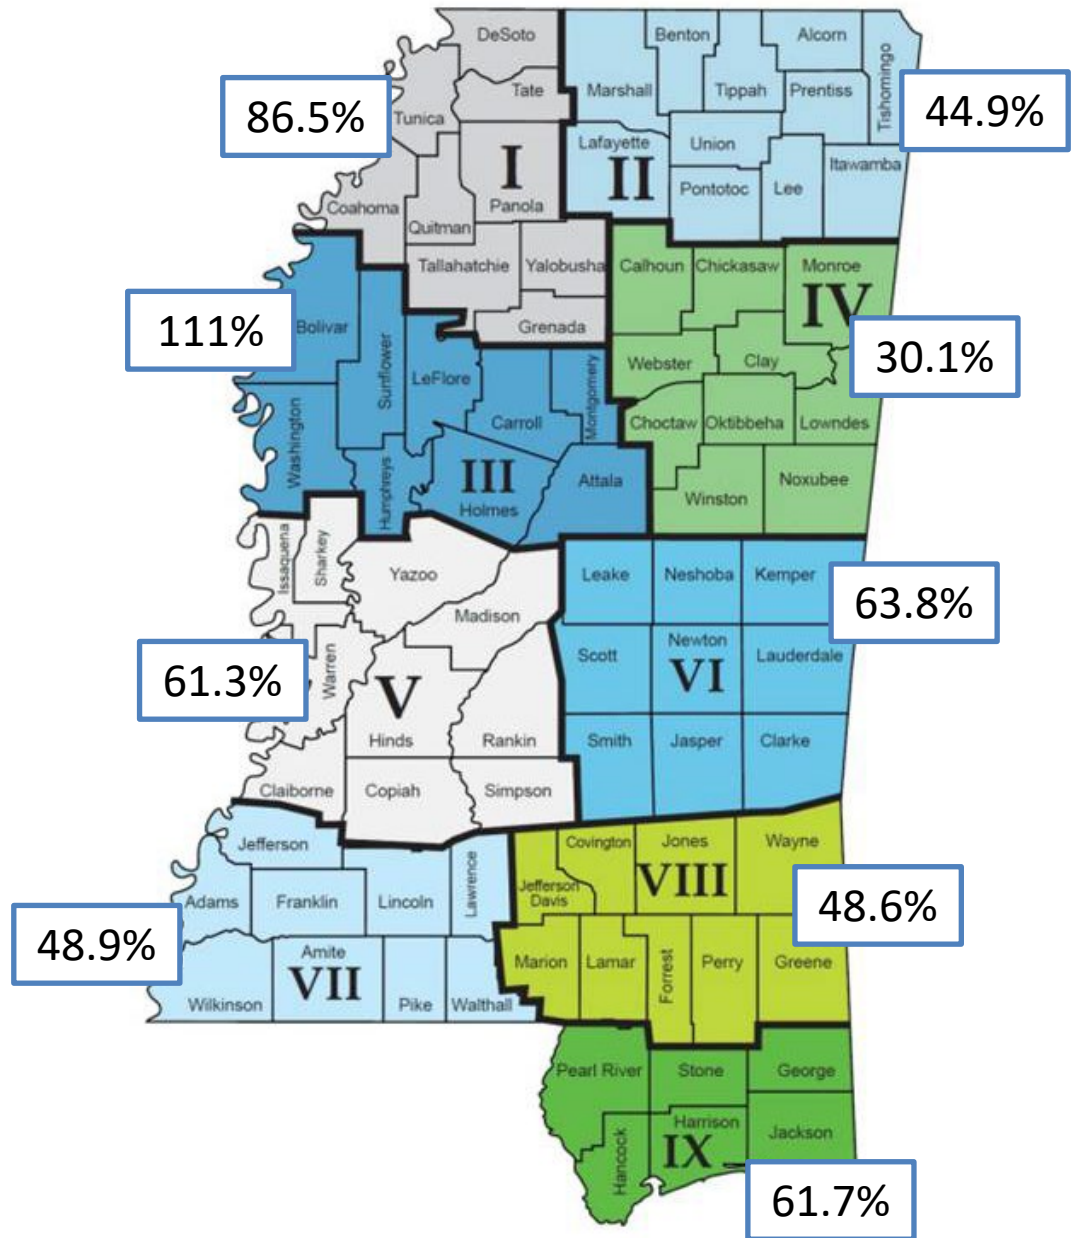 DeSoto
Benton
Alcorn
Tishomingo
86.5%
Tunica
Tate
Marshall
Tippah
Prentiss
44.9%
Lafayette
Union
Itawamba
I
II
Pontotoc
Lee
Coahoma
Quitman
Panola
Tallahatchie
Yalobusha
Calhoun
Chickasaw
Monroe
IV
111%
Bolivar
Sunflower
Grenada
LeFlore
Webster
Clay
30.1%
Washington
Carroll
Montgomery
Choctaw
Oktibbeha
Lowndes
Humphreys
III
Holmes
Attala
Winston
Noxubee
Issaquena
Sharkey
Yazoo
Leake
Neshoba
Kemper
63.8%
Madison
Newton
Scott
VI
Lauderdale
61.3%
Warren
V
Hinds
Rankin
Smith
Jasper
Clarke
Claiborne
Copiah
Simpson
Jefferson
Lawrence
Covington
Jones
Wayne
Adams
Franklin
Lincoln
Jefferson
Davis
VIII
48.6%
48.9%
Amite
VII
Wilkinson
Pike
Walthall
Marion
Lamar
Forrest
Perry
Greene
Pearl River
Stone
George
Hancock
Harrison
IX
Jackson
61.7%